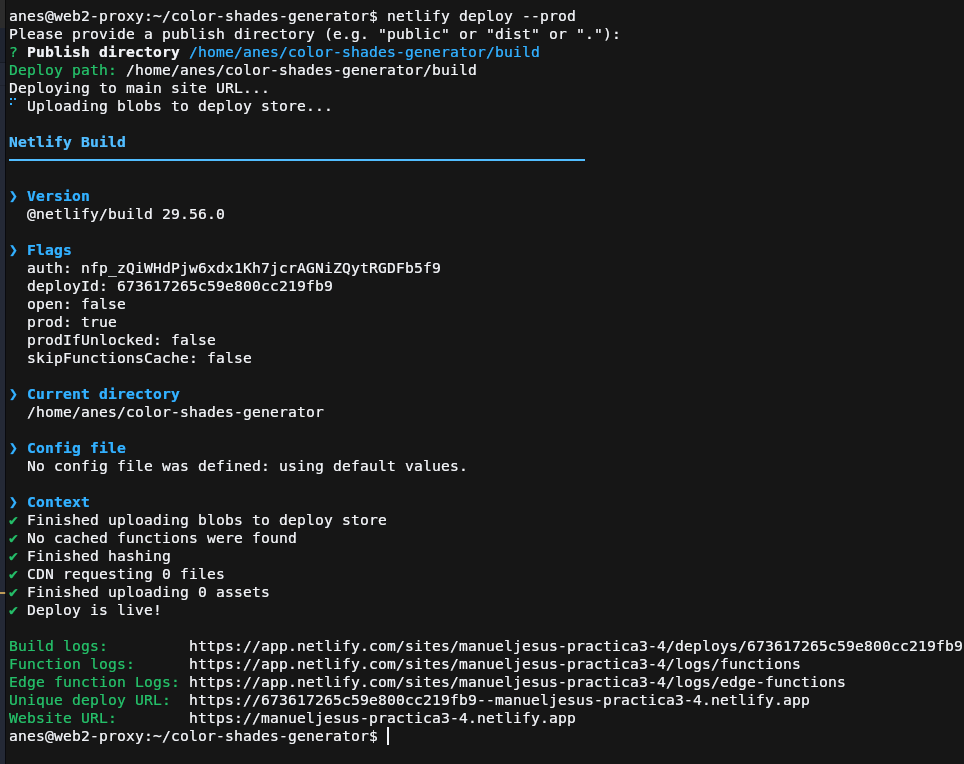 anes@web2-proxy:~/color-shades-generator$ netlify deploy --prod
Please provide a publish directory (e.g. "public" or "dist" or "."):
? Publish directory /home/anes/color-shades-generator/build
Deploy path: /home/anes/color-shades-generator/build
Deploying to main site URL...
⠋ Uploading blobs to deploy store...
Netlify Build
❯ Version
@netlify/build 29.56.0
❯ Flags
auth: nfp_zQiWHdPjw6xdx1Kh7jcrAGNiZQytRGDFb5f9
deployId: 673617265c59e800cc219fb9
open: false
prod: true
prodIfUnlocked: false
skipFunctionsCache: false
❯ Current directory
/home/anes/color-shades-generator
❯ Config file
No config file was defined: using default values.
❯ Context
✔ Finished uploading blobs to deploy store
✔ No cached functions were found
✔ Finished hashing
✔ CDN requesting 0 files
✔ Finished uploading 0 assets
✔ Deploy is live!
Build logs: https://app.netlify.com/sites/manueljesus-practica3-4/deploys/673617265c59e800cc219fb9
Function logs: https://app.netlify.com/sites/manueljesus-practica3-4/logs/functions
Edge function Logs: https://app.netlify.com/sites/manueljesus-practica3-4/logs/edge-functions
Unique deploy URL: https://673617265c59e800cc219fb9--manueljesus-practica3-4.netlify.app
Website URL: https://manueljesus-practica3-4.netlify.app
anes@web2-proxy:~/color-shades-generator$